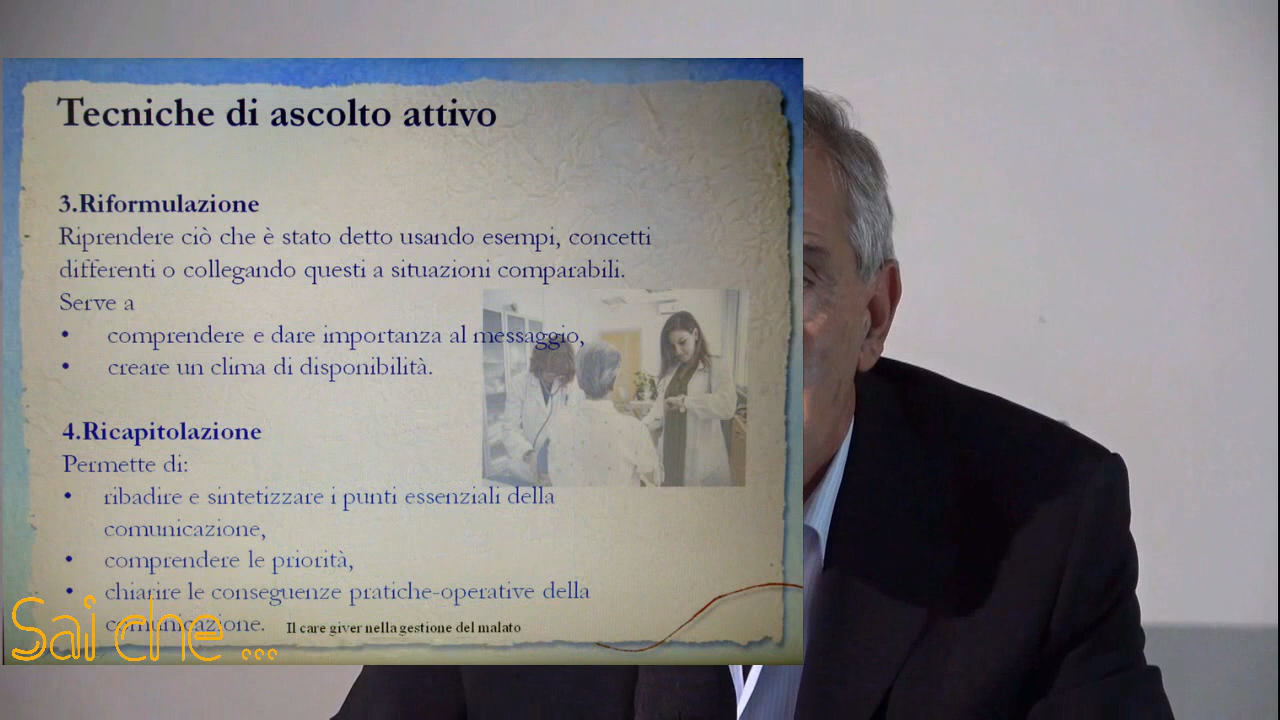 Tecniche di ascolto attivo
3.Riformulazione
Riprendere ciò che è stato detto usando esempi, concetti
differenti o collegando questi a situazioni comparabili.
Serve a
• comprendere e dare importanza al messaggio,
• creare un clima di disponibilità.
4.Ricapitolazione
Permette di:
• ribadire e sintetizzare i punti essenziali della
comunicazione,
• comprendere le priorità,
• chiarire le conseguenze pratiche-operative della
comunicazione.
Il care giver nella gestione del malato
Sai che ...